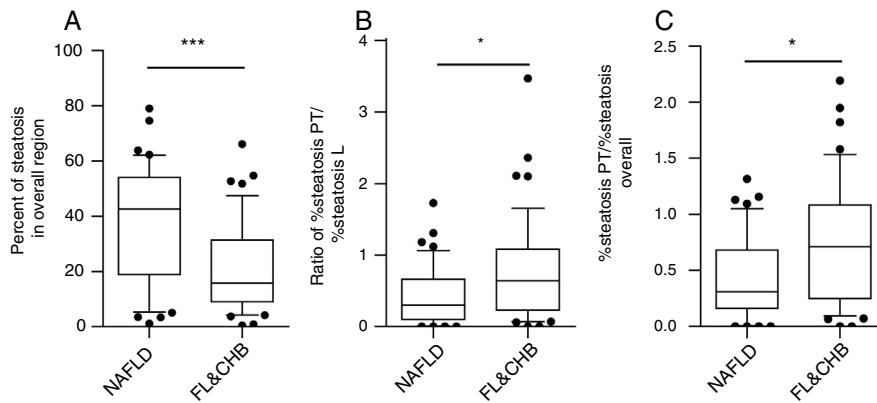 A
***
Percent of steatosis
in overall region
100
80
60
40
20
0
NAFLD
FL&CHB
B
*
Ratio of %steatosis PT/
%steatosis L
4
3
2
1
0
NAFLD
FL&CHB
C
*
%steatosis PT/%steatosis
overall
2.5
2.0
1.5
1.0
0.5
0.0
NAFLD
FL&CHB